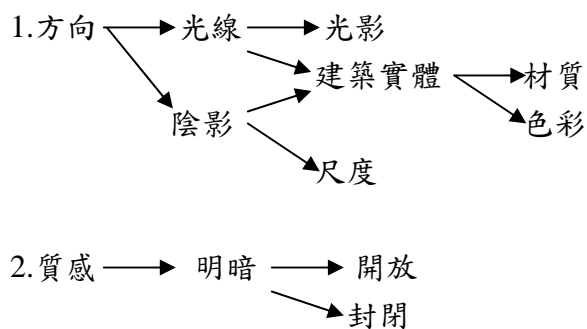 1.方向 光線 光影
建築實體 材質
陰影 色彩
尺度
2.質感 明暗 開放
封閉